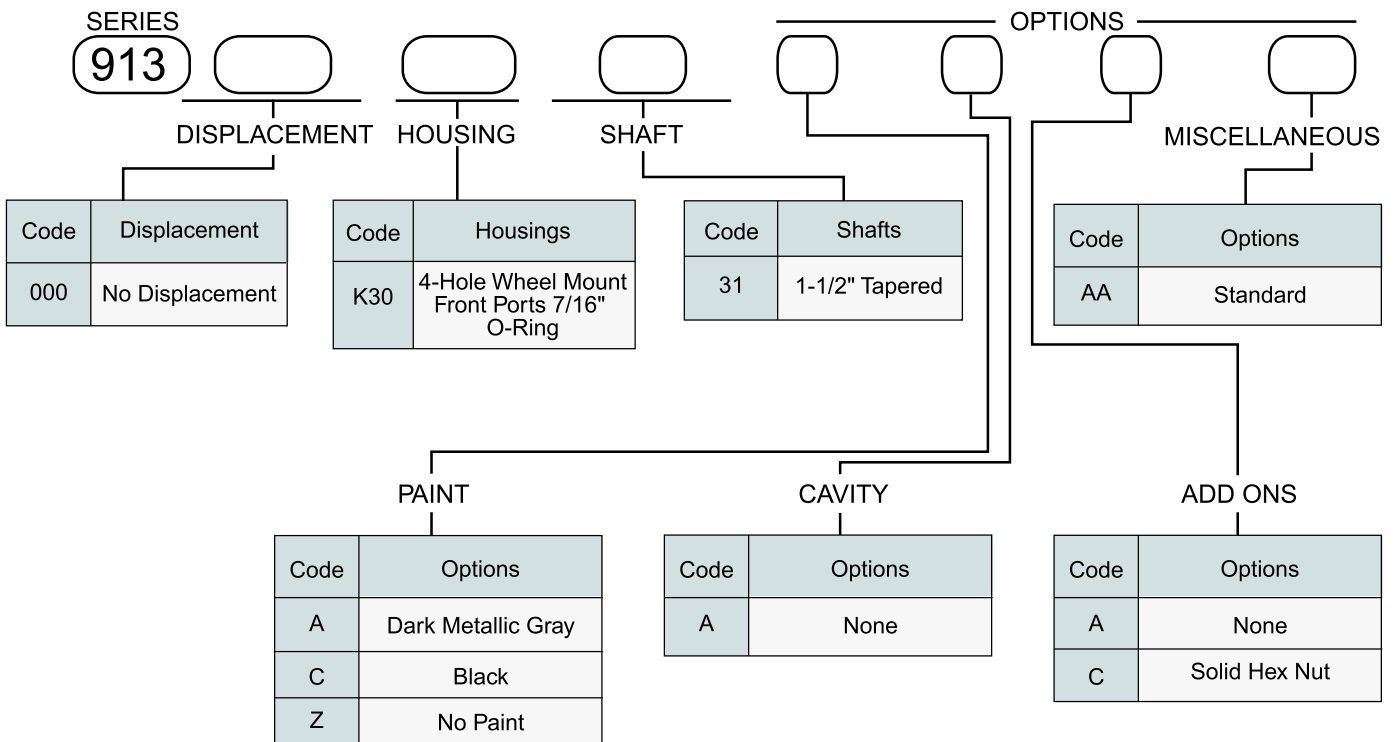 SERIES
OPTIONS
913
DISPLACEMENT
HOUSING
SHAFT
MISCELLANEOUS
Code Displacement
000 No Displacement
Code Housings
K30 4-Hole Wheel Mount
Front Ports 7/16"
O-Ring
Code Shafts
31 1-1/2" Tapered
Code Options
AA Standard
PAINT
Code Options
A Dark Metallic Gray
C Black
Z No Paint
CAVITY
Code Options
A None
ADD ONS
Code Options
A None
C Solid Hex Nut